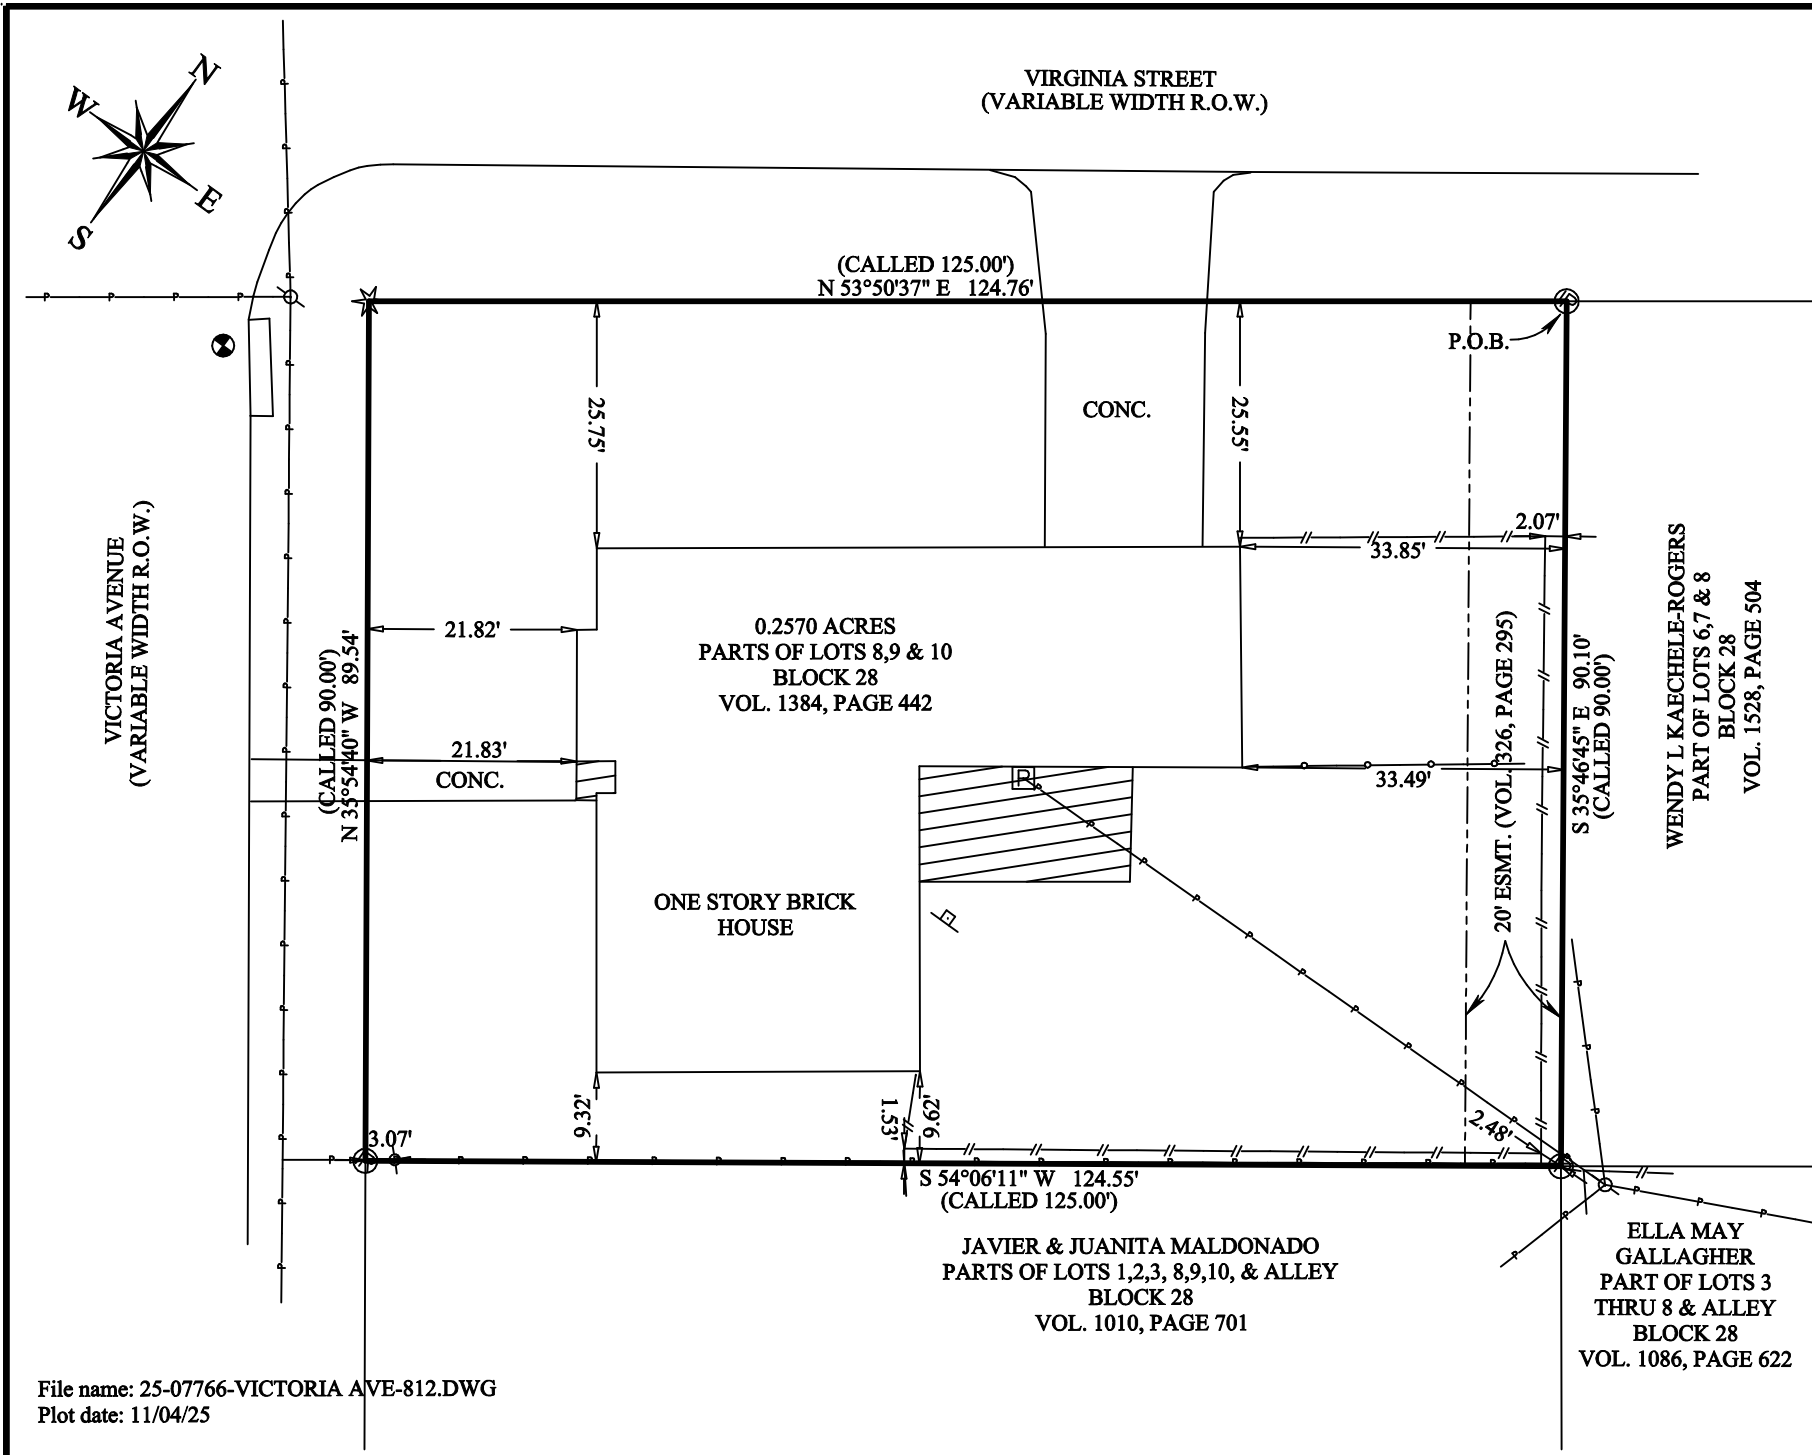 N
W
E
S
VIRGINIA STREET
(VARIABLE WIDTH R.O.W.)
(CALLED 125.00')
N 53°50'37" E 124.76'
P.O.B.
25.75'
CONC.
25.55'
2.07'
33.85'
VICTORIA AVENUE
(VARIABLE WIDTH R.O.W.)
(CALLED 90.00')
N 35°54'40" W 89.54'
21.82'
0.2570 ACRES
PARTS OF LOTS 8,9 & 10
BLOCK 28
VOL. 1384, PAGE 442
21.83'
CONC.
P
33.49'
20' ESMT. (VOL. 326, PAGE 295)
S 35°46'45" E 90.10'
(CALLED 90.00')
WENDY L KAECHELE-ROGERS
PART OF LOTS 6,7 & 8
BLOCK 28
VOL. 1528, PAGE 504
ONE STORY BRICK
HOUSE
9.32'
1.53'
9.62'
2.48'
3.07'
S 54°06'11" W 124.55'
(CALLED 125.00')
JAVIER & JUANITA MALDONADO
PARTS OF LOTS 1,2,3, 8,9,10, & ALLEY
BLOCK 28
VOL. 1010, PAGE 701
ELLA MAY
GALLAGHER
PART OF LOTS 3
THRU 8 & ALLEY
BLOCK 28
VOL. 1086, PAGE 622
File name: 25-07766-VICTORIA AVE-812.DWG
Plot date: 11/04/25